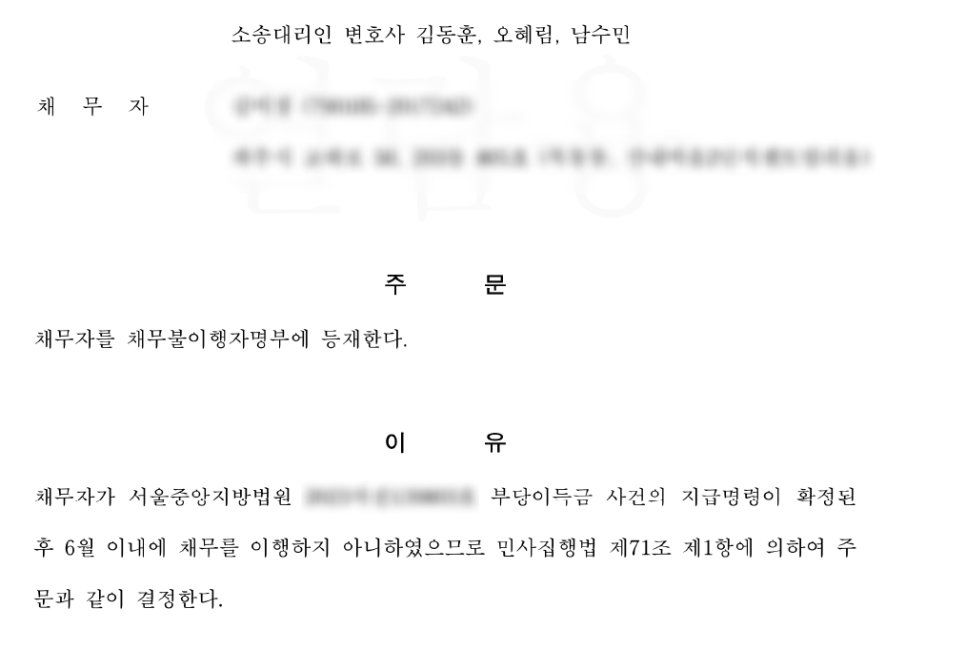 소송대리인 변호사 김동훈, 오혜림, 남수민
채 무 자
열람용
주 문
채무자를 채무불이행자명부에 등재한다.
이 유
채무자가 서울중앙지방법원 부당이득금 사건의 지급명령이 확정된
후 6월 이내에 채무를 이행하지 아니하였으므로 민사집행법 제71조 제1항에 의하여 주
문과 같이 결정한다.